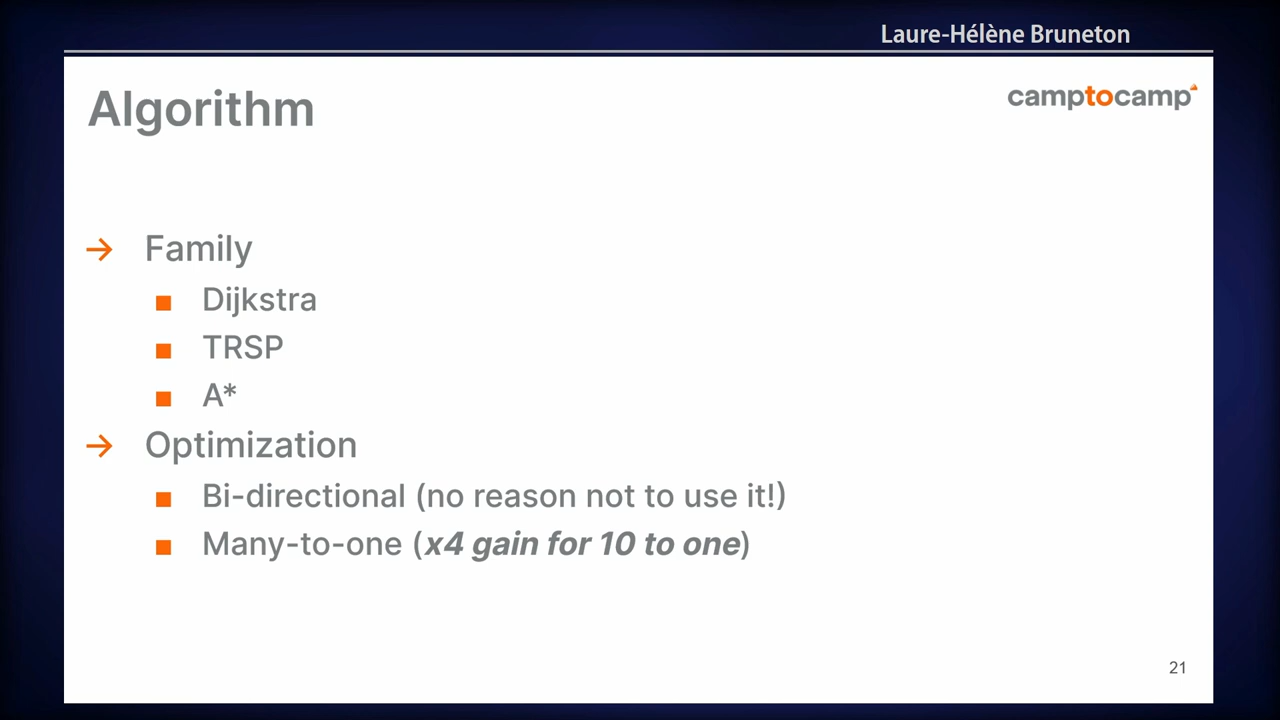 Laure-Hélène Bruneton
Algorithm
camptocamp
→ Family
■ Dijkstra
■ TRSP
■ A*
→ Optimization
■ Bi-directional (no reason not to use it!)
■ Many-to-one (x4 gain for 10 to one)
21